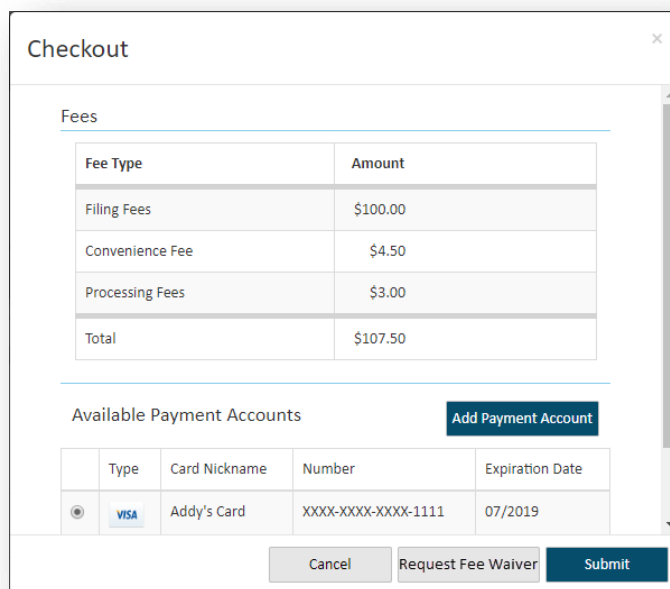 Checkout
×
Fees
Fee Type Amount
Filing Fees $100.00
Convenience Fee $4.50
Processing Fees $3.00
Total $107.50
Available Payment Accounts Add Payment Account
Type Card Nickname Number Expiration Date
VISA Addy's Card XXXX-XXXX-XXXX-1111 07/2019
Cancel Request Fee Waiver Submit